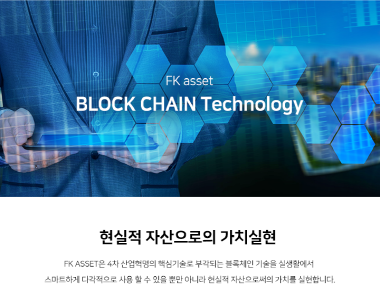 FK asset
BLOCK CHAIN Technology
현실적 자산으로의 가치실현
FK ASSET은 4차 산업혁명의 핵심기술로 부각되는 블록체인 기술을 실생활에서
스마트하게 다각적으로 사용 할 수 있을 뿐만 아니라 현실적 자산으로써의 가치를 실현합니다.